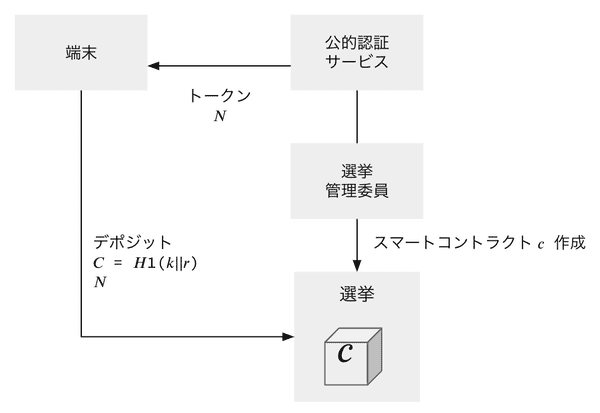 端末
公的認証
サービス
トークン
N
選挙
管理委員
デポジット
C = H1(k||r)
N
スマートコントラクト c 作成
選挙
C